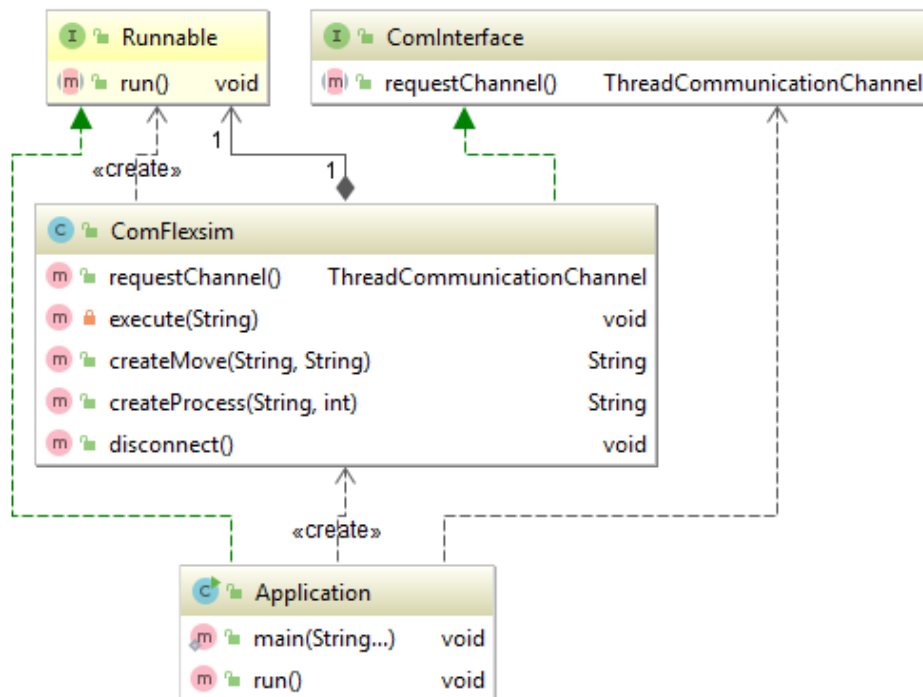 I Runnable
(m) run() void
I ComInterface
(m) requestChannel() ThreadCommunicationChannel
1
«create»
1
C ComFlexsim
m requestChannel() ThreadCommunicationChannel
m execute(String) void
m createMove(String, String) String
m createProcess(String, int) String
m disconnect() void
«create»
C Application
m main(String...) void
m run() void